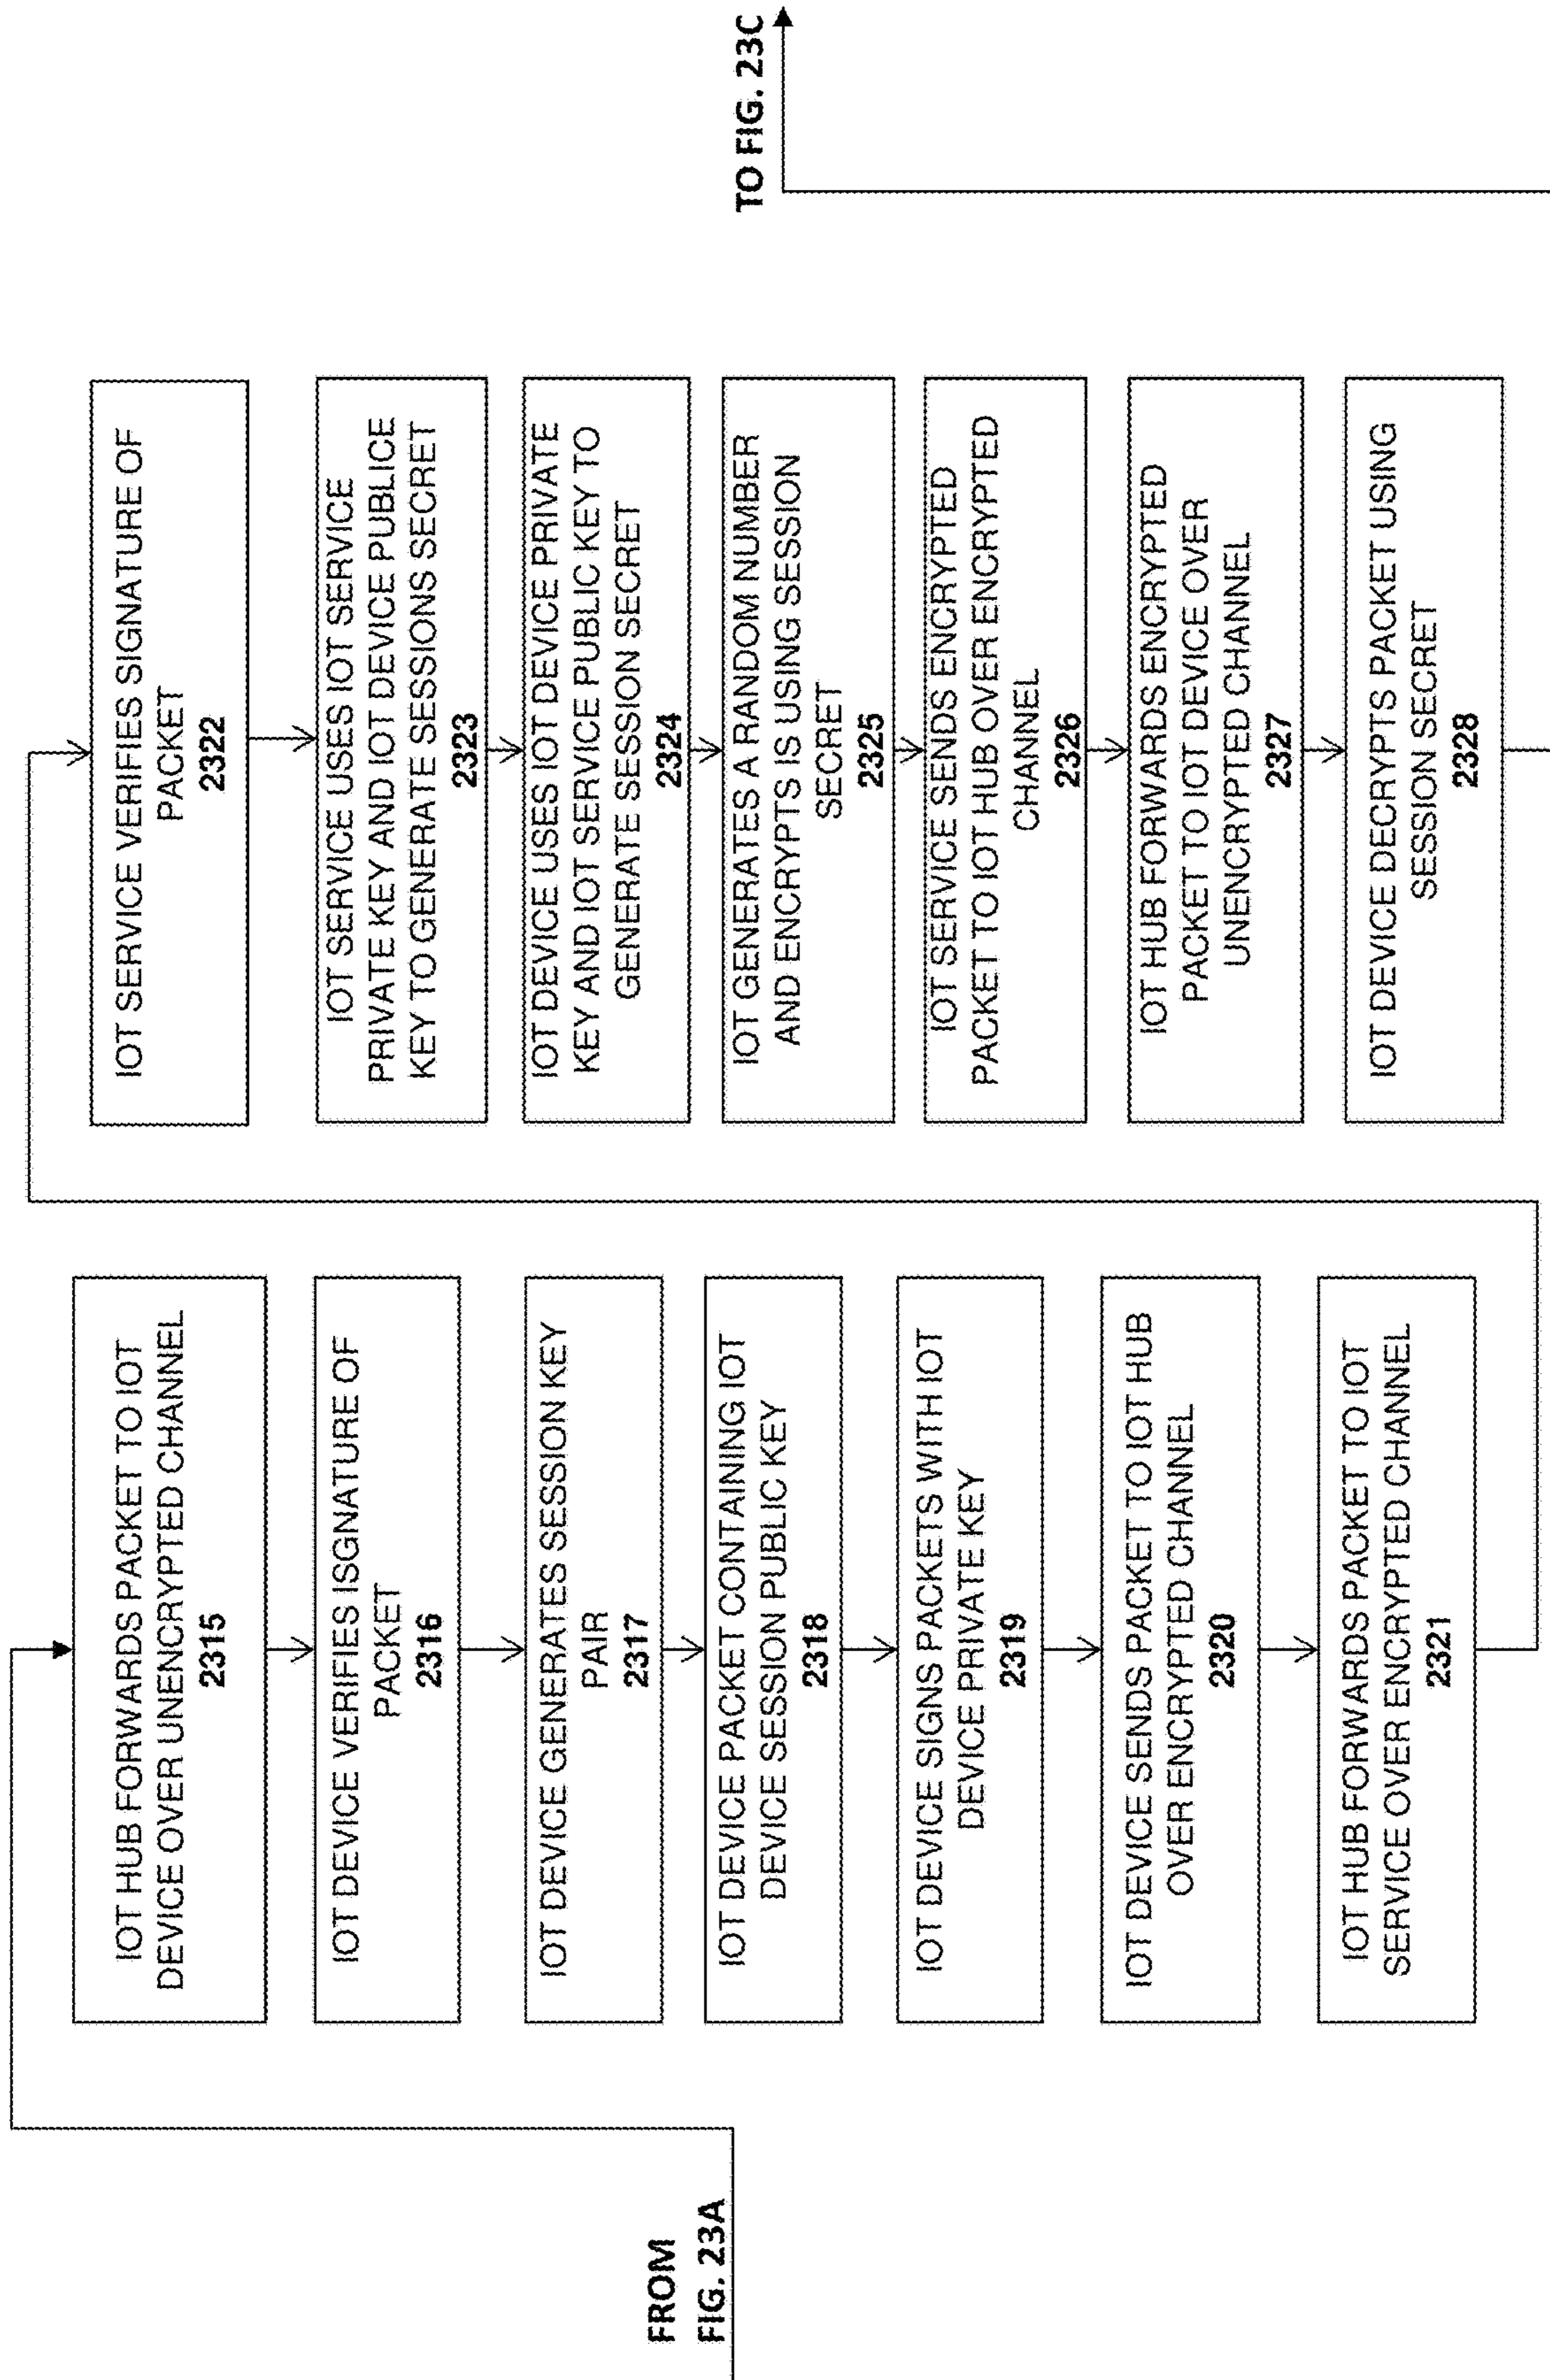 FROM
FIG. 23A
IOT HUB FORWARDS PACKET TO IOT
DEVICE OVER UNENCRYPTED CHANNEL
2315
IOT DEVICE VERIFIES ISGNATURE OF
PACKET
2316
IOT DEVICE GENERATES SESSION KEY
PAIR
2317
IOT DEVICE PACKET CONTAINING IOT
DEVICE SESSION PUBLIC KEY
2318
IOT DEVICE SIGNS PACKETS WITH IOT
DEVICE PRIVATE KEY
2319
IOT DEVICE SENDS PACKET TO IOT HUB
OVER ENCRYPTED CHANNEL
2320
IOT HUB FORWARDS PACKET TO IOT
SERVICE OVER ENCRYPTED CHANNEL
2321
IOT SERVICE VERIFIES SIGNATURE OF
PACKET
2322
IOT SERVICE USES IOT SERVICE
PRIVATE KEY AND IOT DEVICE PUBLICE
KEY TO GENERATE SESSIONS SECRET
2323
IOT DEVICE USES IOT DEVICE PRIVATE
KEY AND IOT SERVICE PUBLIC KEY TO
GENERATE SESSION SECRET
2324
IOT GENERATES A RANDOM NUMBER
AND ENCRYPTS IS USING SESSION
SECRET
2325
IOT SERVICE SENDS ENCRYPTED
PACKET TO IOT HUB OVER ENCRYPTED
CHANNEL
2326
IOT HUB FORWARDS ENCRYPTED
PACKET TO IOT DEVICE OVER
UNENCRYPTED CHANNEL
2327
IOT DEVICE DECRYPTS PACKET USING
SESSION SECRET
2328
TO FIG. 23C